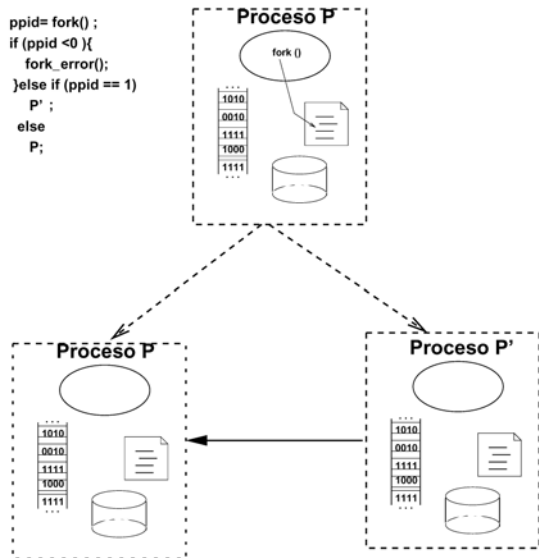 ppid= fork() ;
if (ppid <0 ){
fork_error();
}else if (ppid == 1)
P' ;
else
P;
Proceso P
fork ()
...
1010
0010
1111
1000
1111
...
Proceso P
...
1010
0010
1111
1000
1111
...
Proceso P'
...
1010
0010
1111
1000
1111
...